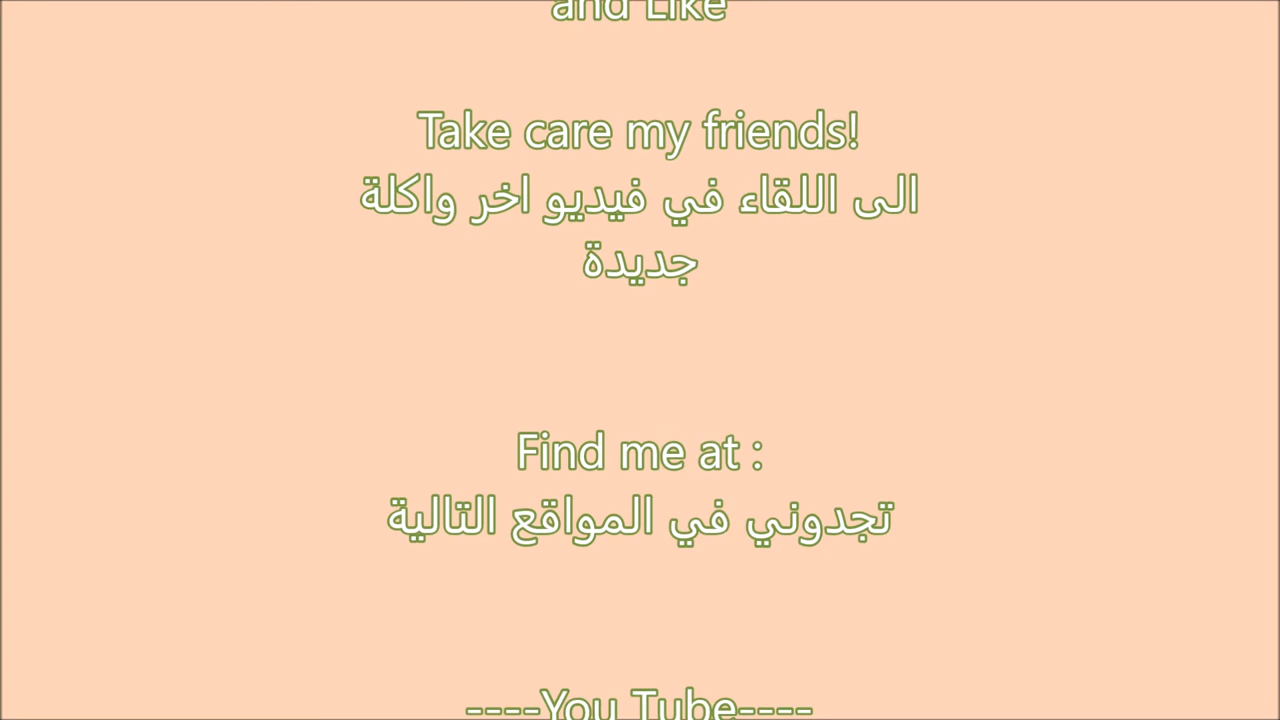 and Like
Take care my friends!
الى اللقاء في فيديو اخر واكلة
جديدة
Find me at :
تجدوني في المواقع التالية
----You Tube----